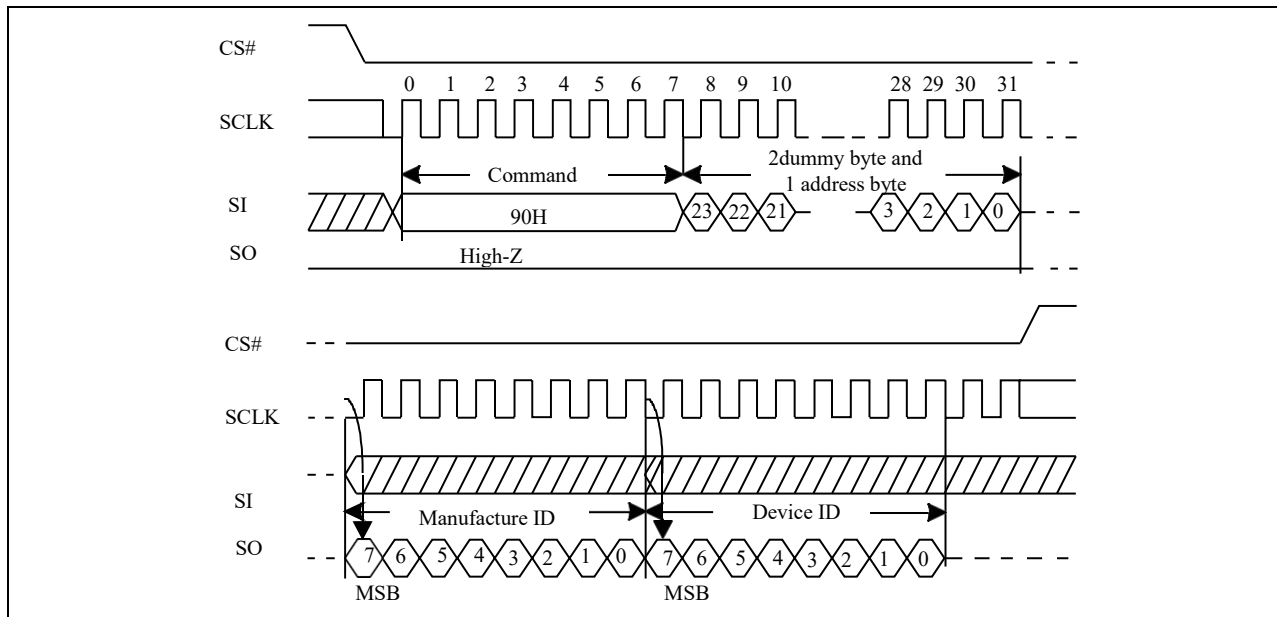 CS#
0 1 2 3 4 5 6 7 8 9 10 28 29 30 31
SCLK
Command
2dummy byte and
1 address byte
SI
90H
23 22 21 3 2 1 0
SO
High-Z
CS#
SCLK
SI
Manufacture ID
Device ID
SO
7 6 5 4 3 2 1 0 7 6 5 4 3 2 1 0
MSB MSB